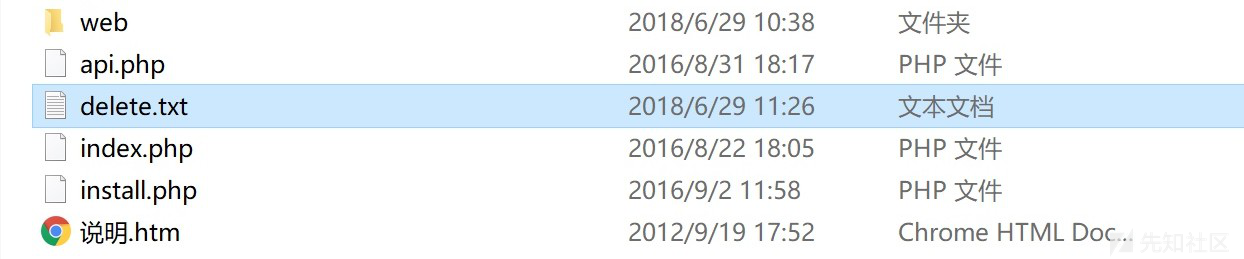 web 2018/6/29 10:38 文件夹
api.php 2016/8/31 18:17 PHP 文件
delete.txt 2018/6/29 11:26 文本文档
index.php 2016/8/22 18:05 PHP 文件
install.php 2016/9/2 11:58 PHP 文件
说明.htm 2012/9/19 17:52 Chrome HTML Doc...
先知社区